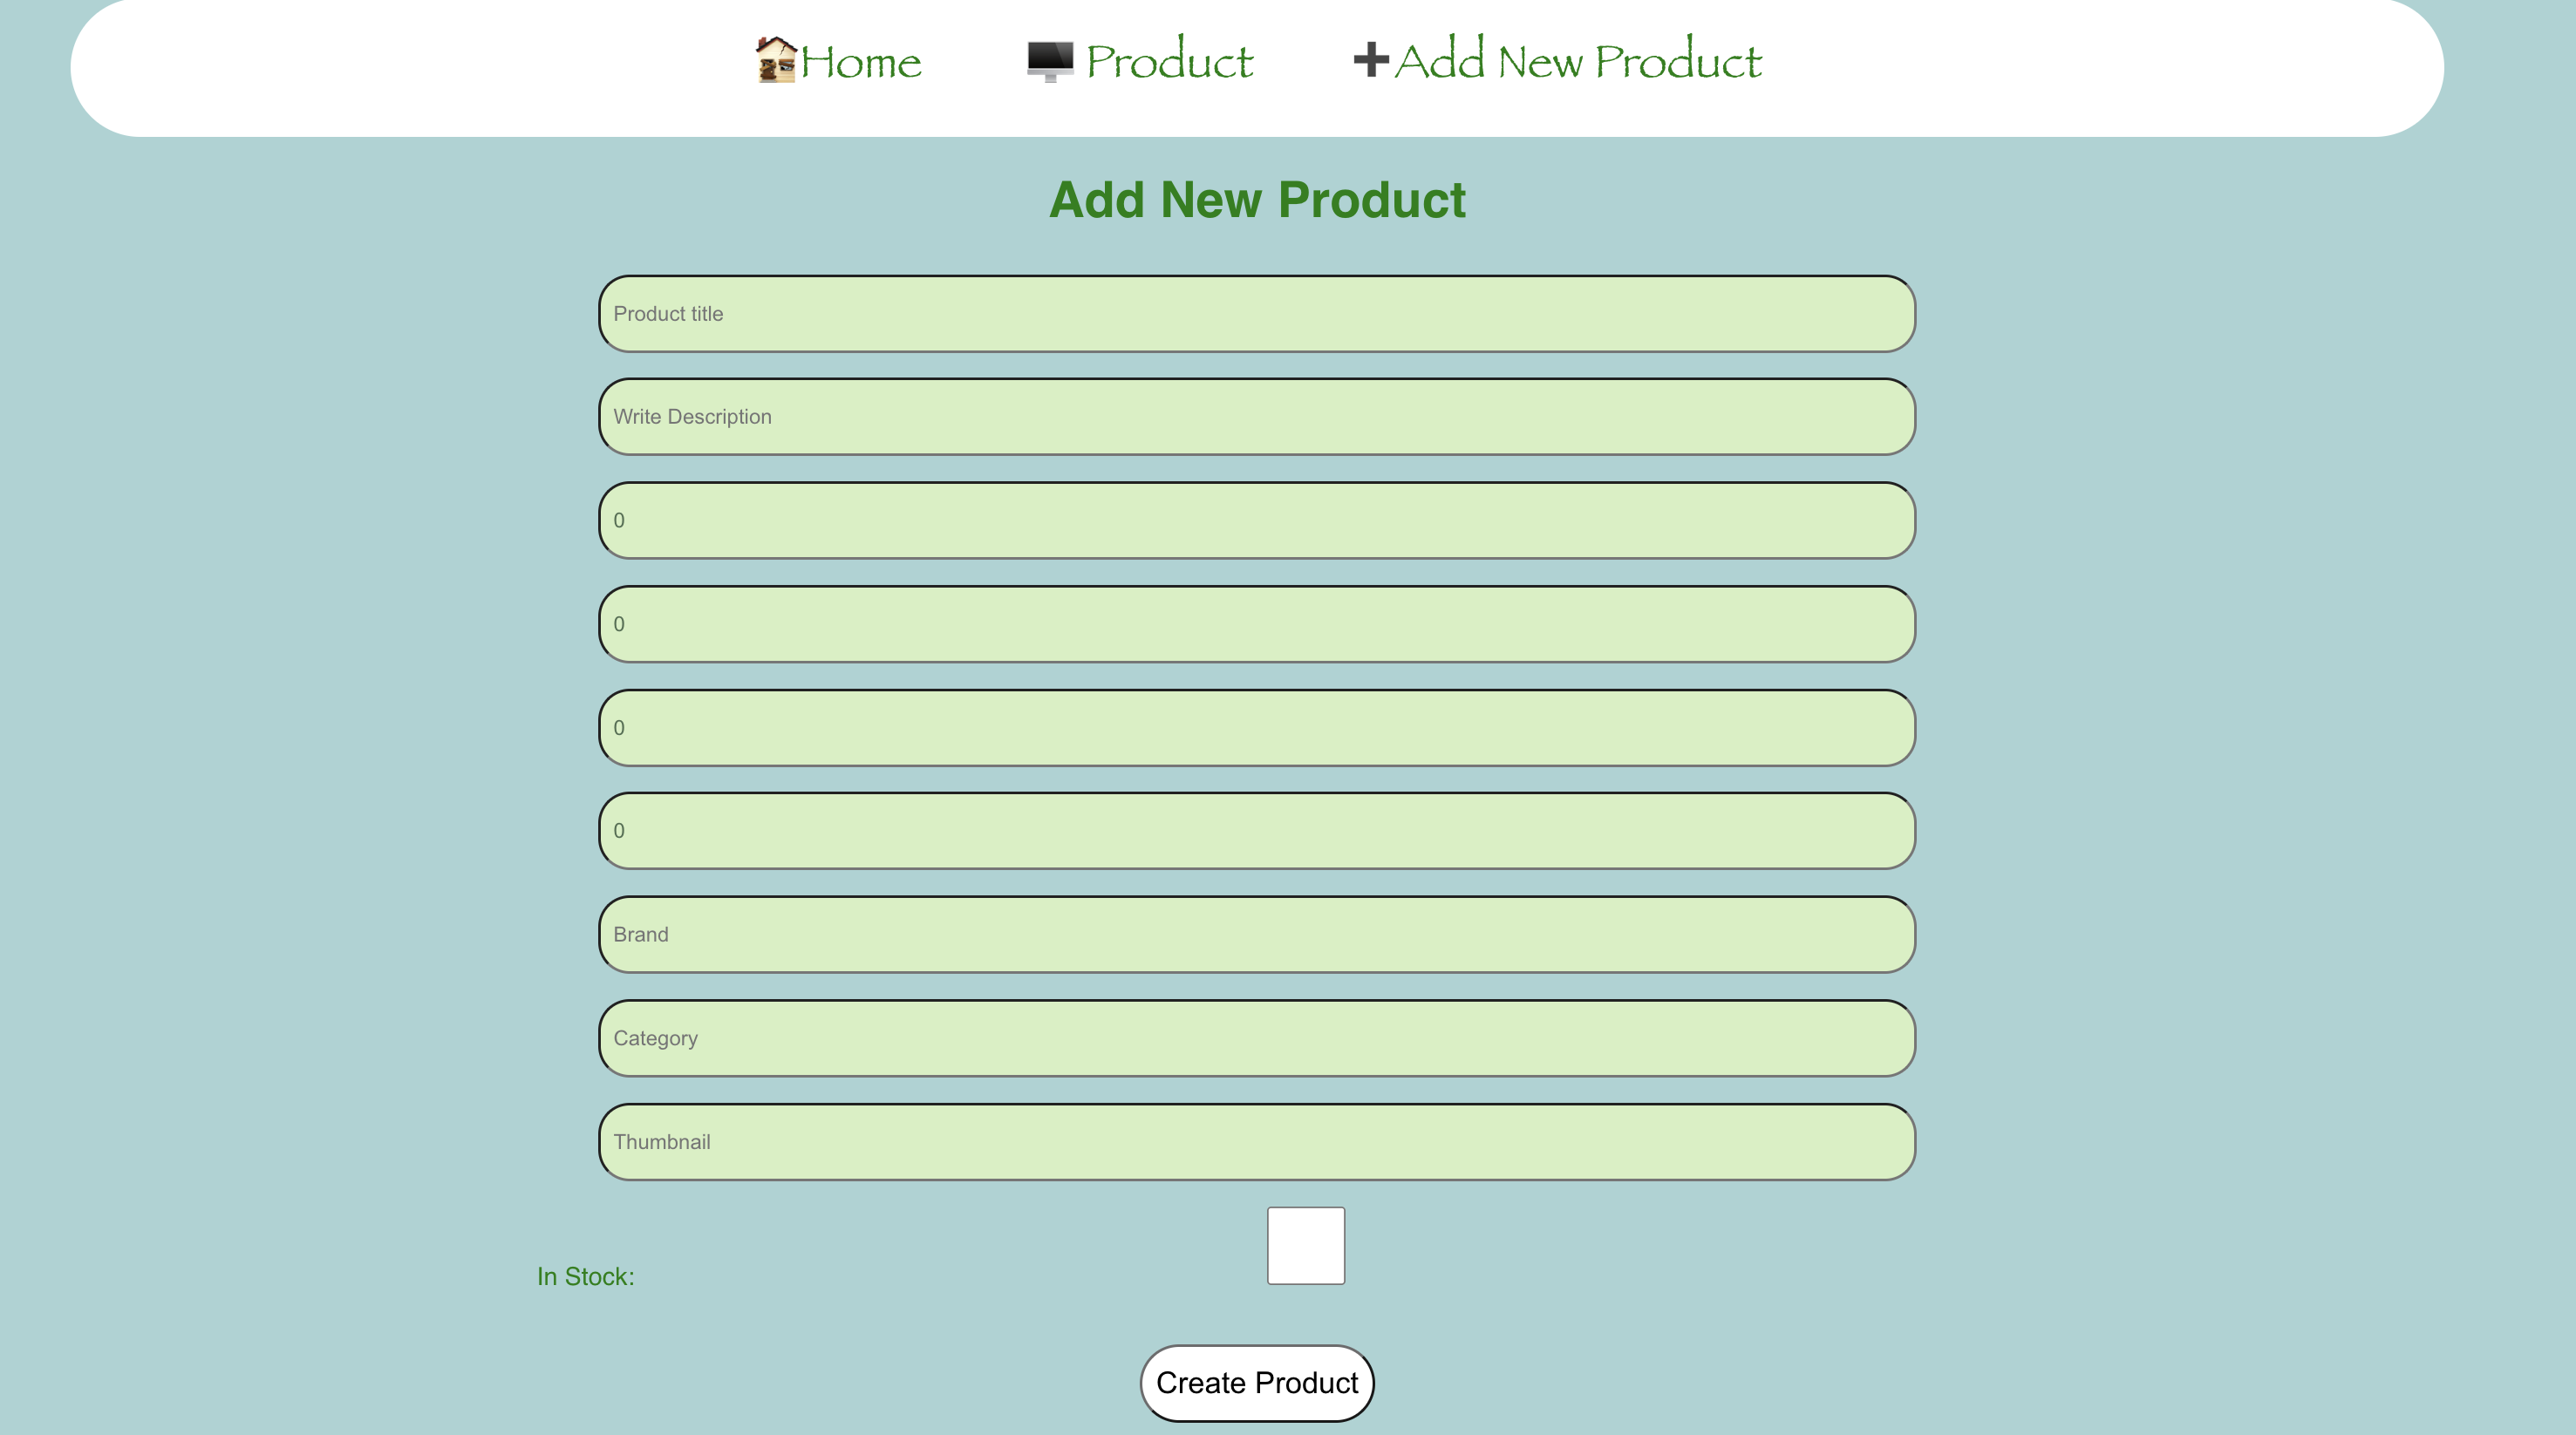 Home Product Add New Product
Add New Product
Product title
Write Description
0
0
0
0
Brand
Category
Thumbnail
In Stock:
Create Product